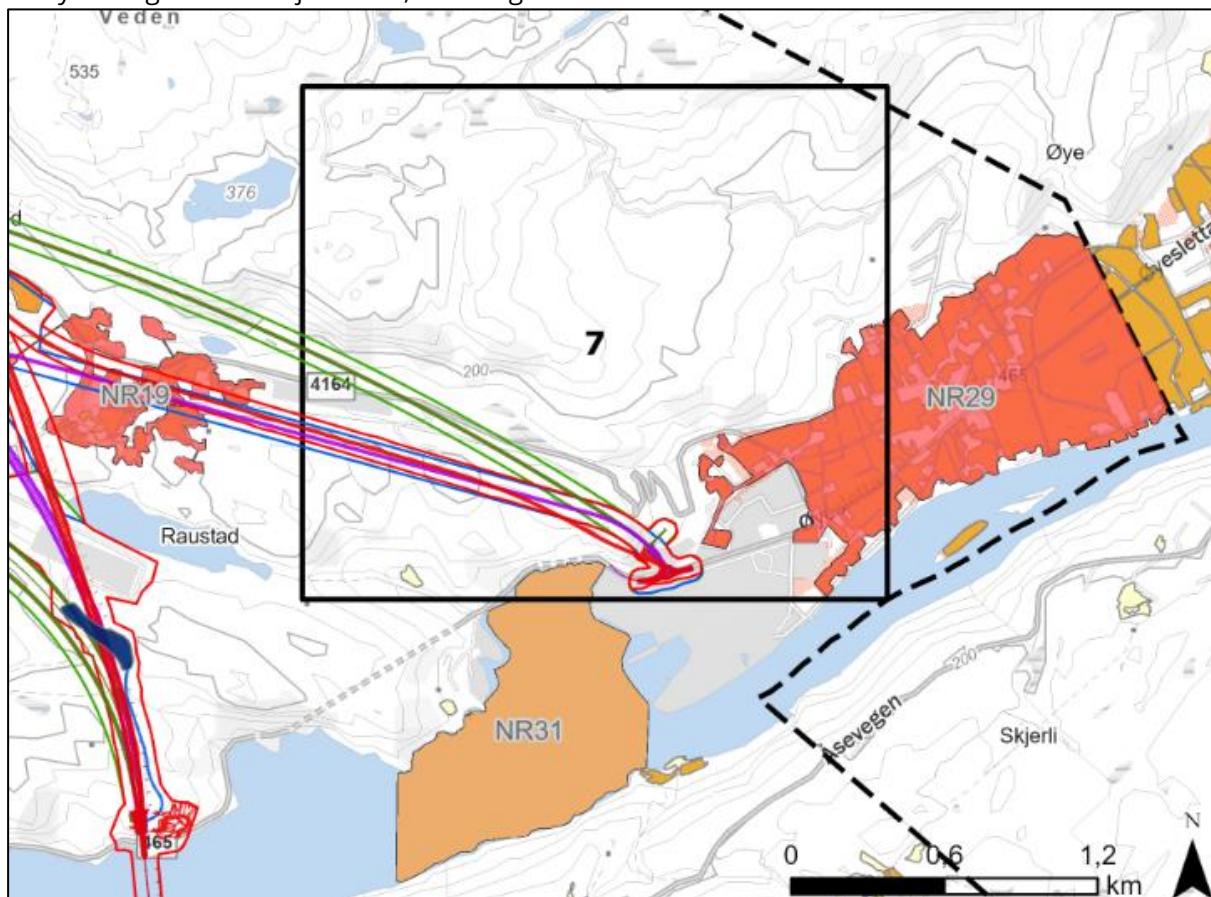 Veden
535
Øye
376
Øyesletta
d
200
4164
7
465
NR19
NR29
Raustad
200
Åsevegen
Skjerli
NR31
465
N
0
0,6
1,2
km